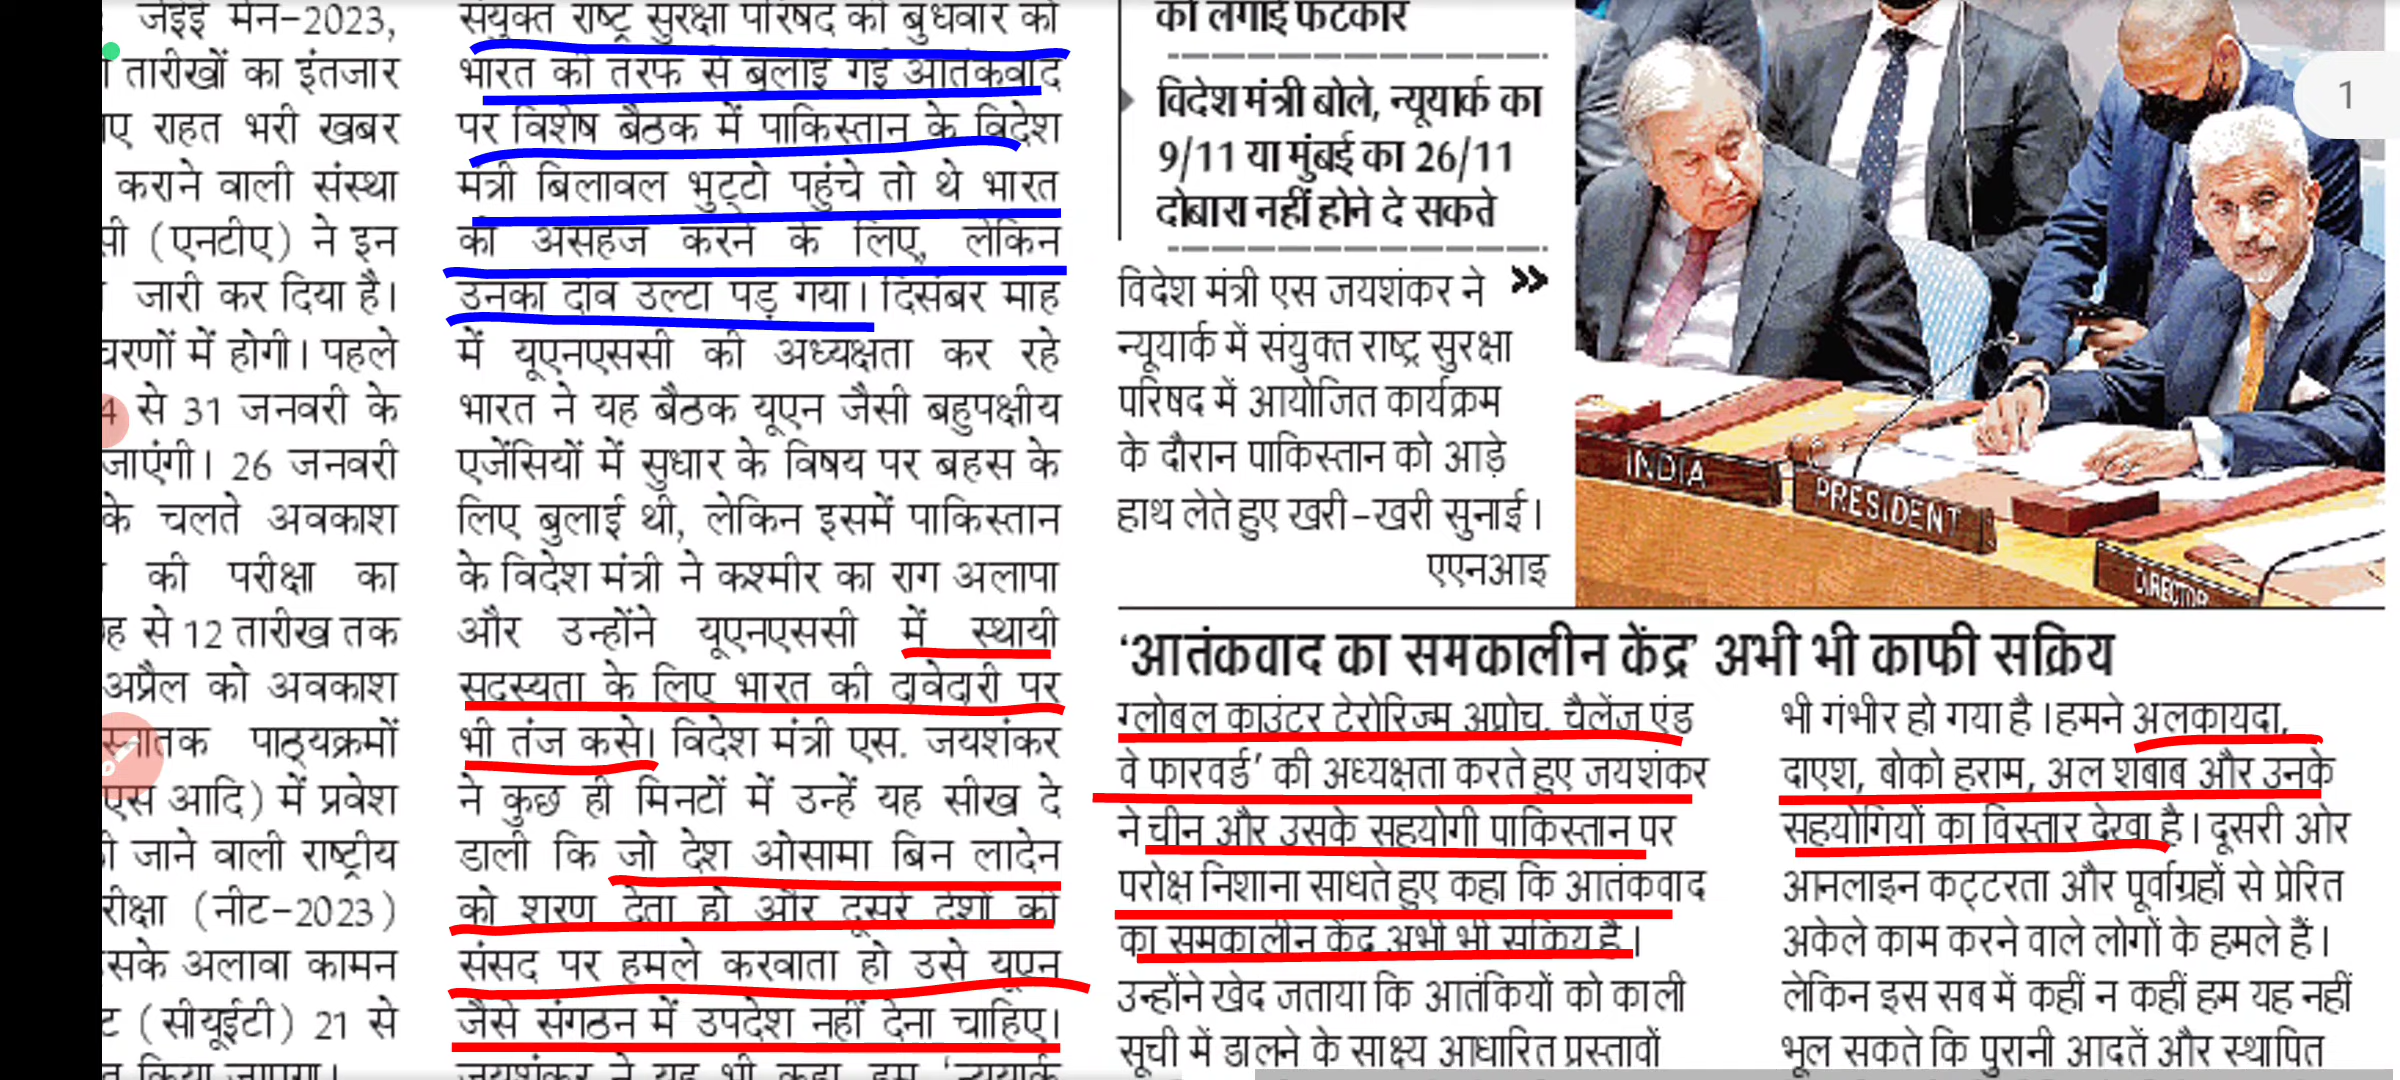 जेईई मेन-2023,
तारीखों का इंतजार
राहत भरी खबर
कराने वाली संस्था
(एनटीए) ने इन
जारी कर दिया है।
में होगी। पहले
से 31 जनवरी के
जाएंगी। 26 जनवरी
के चलते अवकाश
की परीक्षा का
से 12 तारीख तक
अप्रैल को अवकाश
स्नातक पाठ्यक्रमों
आदि) में प्रवेश
जाने वाली राष्ट्रीय
(नीट-2023)
अलावा कामन
(सीयूईटी) 21 से
किया जाएगा।
संयुक्त राष्ट्र सुरक्षा परिषद की बुधवार को
भारत की तरफ से बुलाई गई आतंकवाद
पर विशेष बैठक में पाकिस्तान के विदेश
मंत्री बिलावल भुट्टो पहुंचे तो थे भारत
को असहज करने के लिए, लेकिन
उनका दांव उल्टा पड़ गया। दिसंबर माह
में यूएनएससी की अध्यक्षता कर रहे
भारत ने यह बैठक यूएन जैसी बहुपक्षीय
एजेंसियों में सुधार के विषय पर बहस के
लिए बुलाई थी, लेकिन इसमें पाकिस्तान
के विदेश मंत्री ने कश्मीर का राग अलापा
और उन्होंने यूएनएससी में स्थायी
सदस्यता के लिए भारत की दावेदारी पर
भी तंज कसे। विदेश मंत्री एस. जयशंकर
ने कुछ ही मिनटों में उन्हें यह सीख दे
डाली कि जो देश ओसामा बिन लादेन
को शरण देता हो और दूसरे देशों की
संसद पर हमले करवाता हो उसे यूएन
जैसे संगठन में उपदेश नहीं देना चाहिए।
जयशंकर ने यह भी कहा हम 'न्यूयार्क
को लगाई फटकार
विदेश मंत्री बोले, न्यूयार्क का
9/11 या मुंबई का 26/11
दोबारा नहीं होने दे सकते
विदेश मंत्री एस जयशंकर ने »
न्यूयार्क में संयुक्त राष्ट्र सुरक्षा
परिषद में आयोजित कार्यक्रम
के दौरान पाकिस्तान को आड़े
हाथ लेते हुए खरी-खरी सुनाई।
एएनआइ
1
INDIA
PRESIDENT
DIRECTOR
'आतंकवाद का समकालीन केंद्र' अभी भी काफी सक्रिय
ग्लोबल काउंटर टेरोरिज्म अप्रोच, चैलेंज एंड
वे फारवर्ड' की अध्यक्षता करते हुए जयशंकर
ने चीन और उसके सहयोगी पाकिस्तान पर
परोक्ष निशाना साधते हुए कहा कि आतंकवाद
का समकालीन केंद्र अभी भी सक्रिय है।
उन्होंने खेद जताया कि आतंकियों को काली
सूची में डालने के साक्ष्य आधारित प्रस्तावों
भी गंभीर हो गया है। हमने अलकायदा,
दाएश, बोको हराम, अल शबाब और उनके
सहयोगियों का विस्तार देखा है। दूसरी ओर
आनलाइन कट्टरता और पूर्वाग्रहों से प्रेरित
अकेले काम करने वाले लोगों के हमले हैं।
लेकिन इस सब में कहीं न कहीं हम यह नहीं
भूल सकते कि पुरानी आदतें और स्थापित